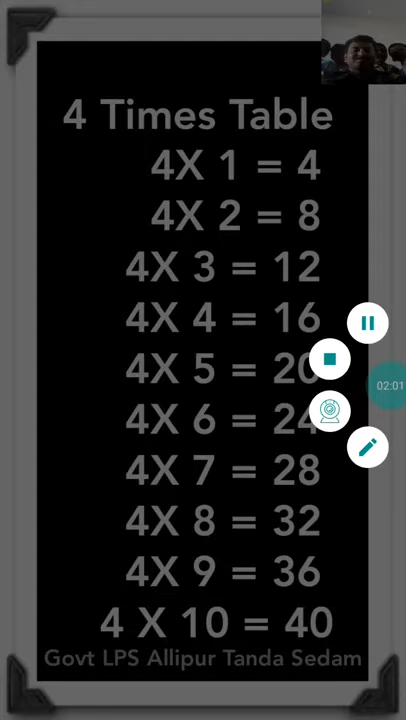 4 Times Table
4X 1 = 4
4X 2 = 8
4X 3 = 12
4X 4 = 16
4X 5 = 20
4X 6 = 24
4X 7 = 28
4X 8 = 32
4X 9 = 36
4 X 10 = 40
Govt LPS Allipur Tanda Sedam
02:01